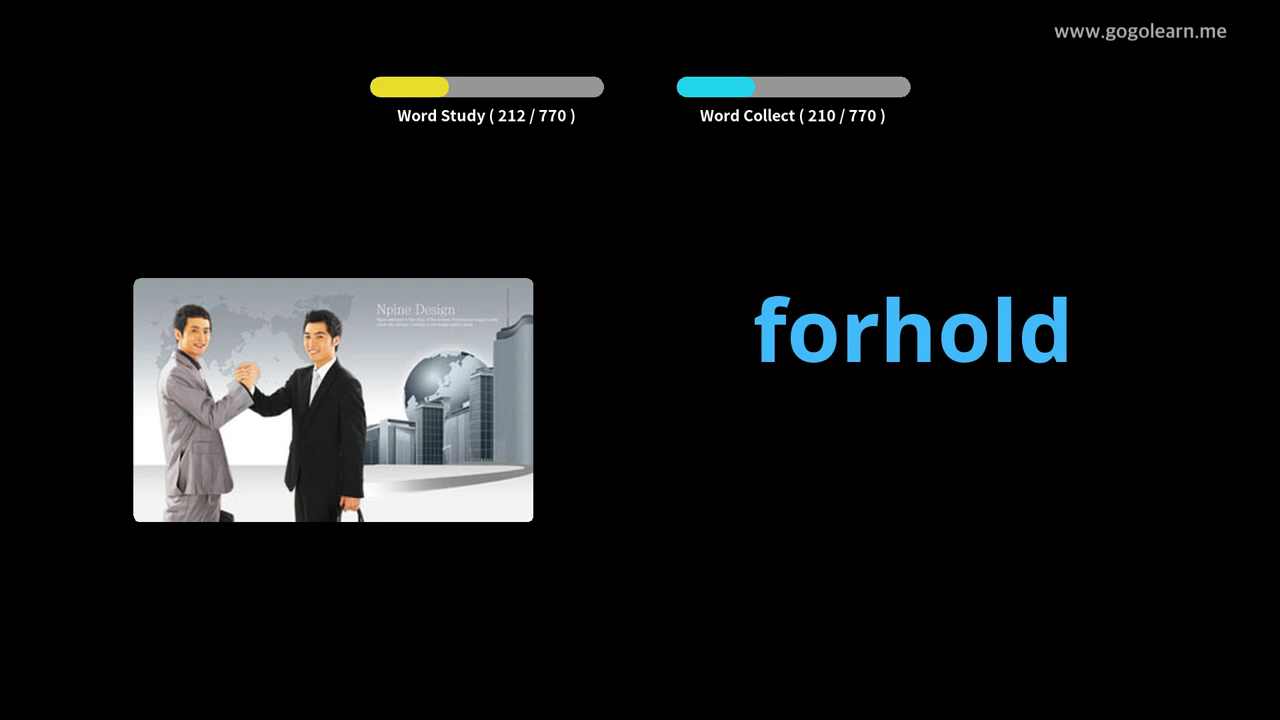 www.gogolearn.me
Word Study ( 212 / 770 )
Word Collect ( 210 / 770 )
Npine Design
forhold